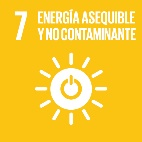 7 ENERGÍA ASEQUIBLE
Y NO CONTAMINANTE